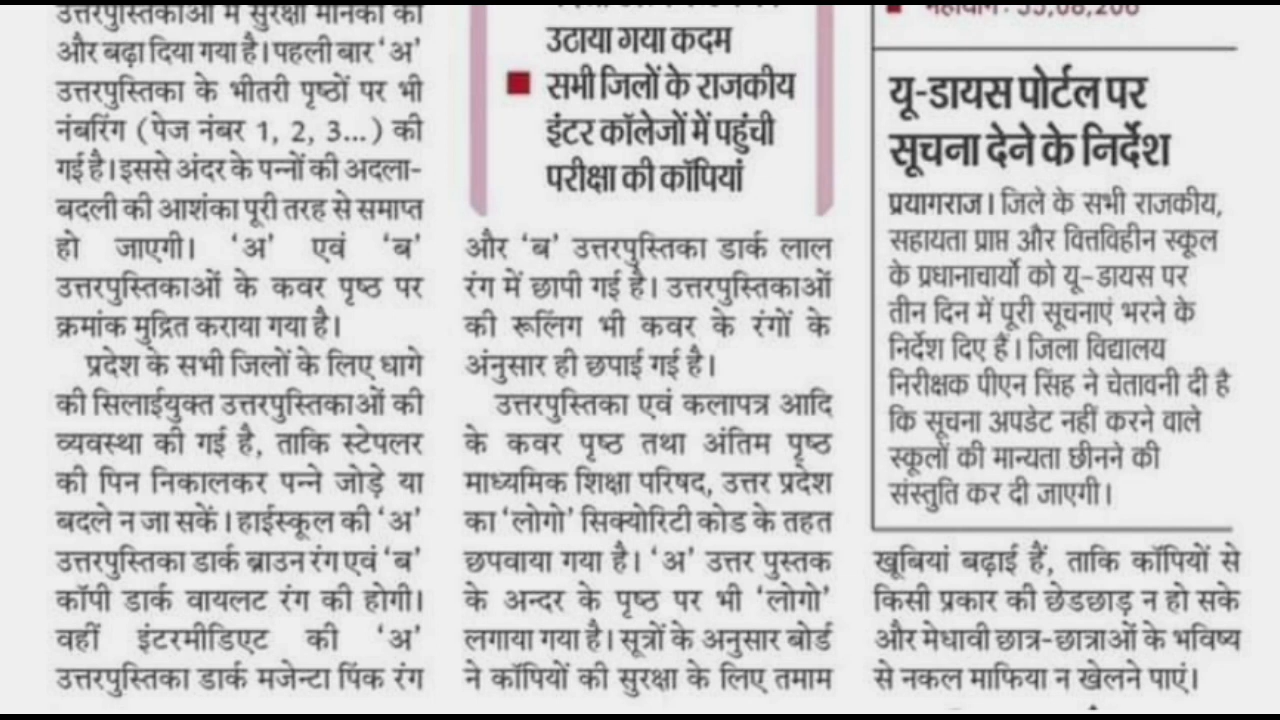 उत्तरपुस्तिकाओं में सुरक्षा मानकों को
और बढ़ा दिया गया है। पहली बार ‘अ’
उत्तरपुस्तिका के भीतरी पृष्ठों पर भी
नंबरिंग (पेज नंबर 1, 2, 3...) की
गई है। इससे अंदर के पन्नों की अदला-
बदली की आशंका पूरी तरह से समाप्त
हो जाएगी। ‘अ’ एवं ‘ब’
उत्तरपुस्तिकाओं के कवर पृष्ठ पर
क्रमांक मुद्रित कराया गया है।
प्रदेश के सभी जिलों के लिए धागे
की सिलाईयुक्त उत्तरपुस्तिकाओं की
व्यवस्था की गई है, ताकि स्टेपलर
की पिन निकालकर पन्ने जोड़े या
बदले न जा सकें। हाईस्कूल की ‘अ’
उत्तरपुस्तिका डार्क ब्राउन रंग एवं ‘ब’
कॉपी डार्क वायलट रंग की होगी।
वहीं इंटरमीडिएट की ‘अ’
उत्तरपुस्तिका डार्क मजेन्टा पिंक रंग
उठाया गया कदम
सभी जिलों के राजकीय
इंटर कॉलेजों में पहुंची
परीक्षा की कॉपियां
और ‘ब’ उत्तरपुस्तिका डार्क लाल
रंग में छापी गई है। उत्तरपुस्तिकाओं
की रूलिंग भी कवर के रंगों के
अंनुसार ही छपाई गई है।
उत्तरपुस्तिका एवं कलापत्र आदि
के कवर पृष्ठ तथा अंतिम पृष्ठ
माध्यमिक शिक्षा परिषद, उत्तर प्रदेश
का ‘लोगो’ सिक्योरिटी कोड के तहत
छपवाया गया है। ‘अ’ उत्तर पुस्तक
के अन्दर के पृष्ठ पर भी ‘लोगो’
लगाया गया है। सूत्रों के अनुसार बोर्ड
ने कॉपियों की सुरक्षा के लिए तमाम
महायोग : 55,08,206
यू-डायस पोर्टल पर
सूचना देने के निर्देश
प्रयागराज। जिले के सभी राजकीय,
सहायता प्राप्त और वित्तविहीन स्कूल
के प्रधानाचार्यो को यू-डायस पर
तीन दिन में पूरी सूचनाएं भरने के
निर्देश दिए हैं। जिला विद्यालय
निरीक्षक पीएन सिंह ने चेतावनी दी है
कि सूचना अपडेट नहीं करने वाले
स्कूलों की मान्यता छीनने की
संस्तुति कर दी जाएगी।
खूबियां बढ़ाई हैं, ताकि कॉपियों से
किसी प्रकार की छेडछाड़ न हो सके
और मेधावी छात्र-छात्राओं के भविष्य
से नकल माफिया न खेलने पाएं।